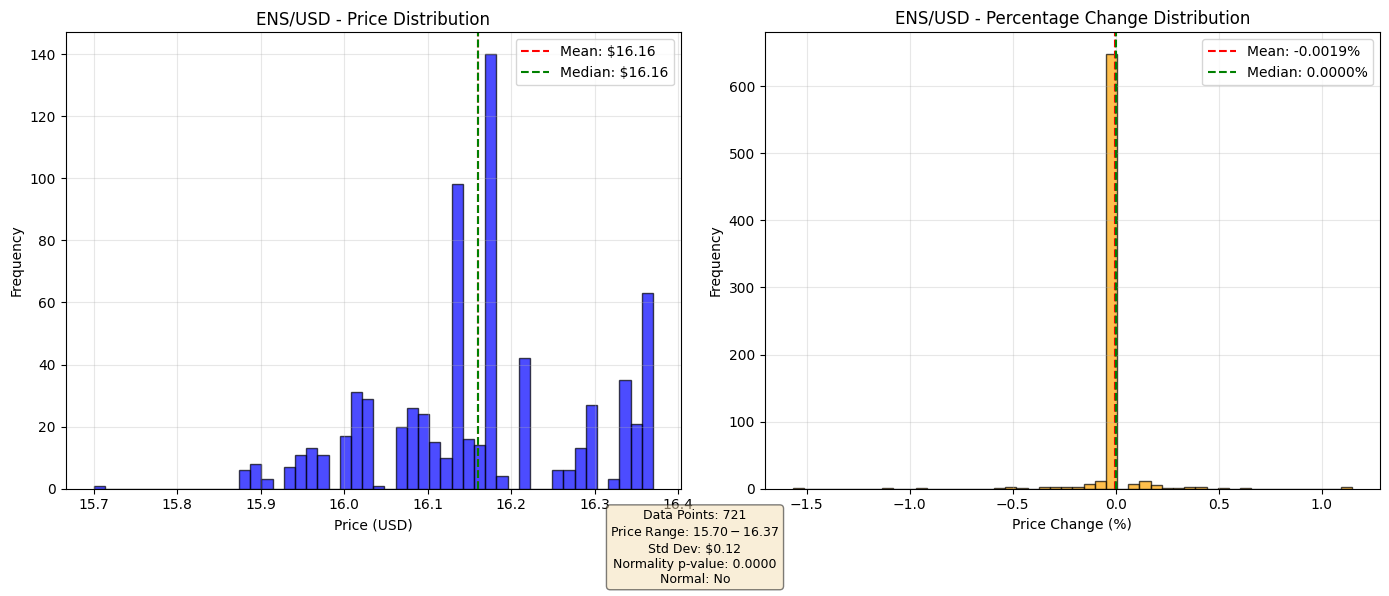 ENS/USD - Price Distribution
Mean: $16.16
Median: $16.16
Frequency
140
120
100
80
60
40
20
0
15.7
15.8
15.9
16.0
16.1
16.2
16.3
16.4
Price (USD)
ENS/USD - Percentage Change Distribution
Mean: -0.0019%
Median: 0.0000%
Frequency
600
500
400
300
200
100
0
−1.5
−1.0
−0.5
0.0
0.5
1.0
Price Change (%)
Data Points: 721
Price Range: 15.70 − 16.37
Std Dev: $0.12
Normality p-value: 0.0000
Normal: No